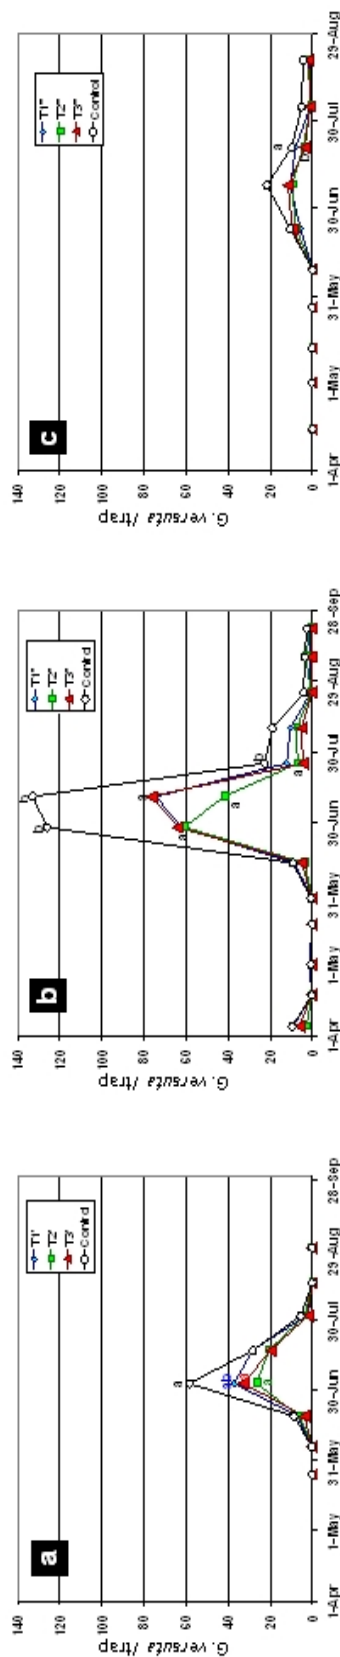 a
G. versuta / trap
140
120
100
80
60
40
20
0
1-Apr
1-May
31-May
30-Jun
30-Jul
29-Aug
28-Sep
T1'
T2'
T3'
Control
a
ab
a
b
G. versuta / trap
140
120
100
80
60
40
20
0
1-Apr
1-May
31-May
30-Jun
30-Jul
29-Aug
28-Sep
T1"
T2"
T3"
Control
b
b
a
a
a
b
a
c
G. versuta / trap
140
120
100
80
60
40
20
0
1-Apr
1-May
31-May
30-Jun
30-Jul
29-Aug
T1"
T2"
T3"
Control
a
b